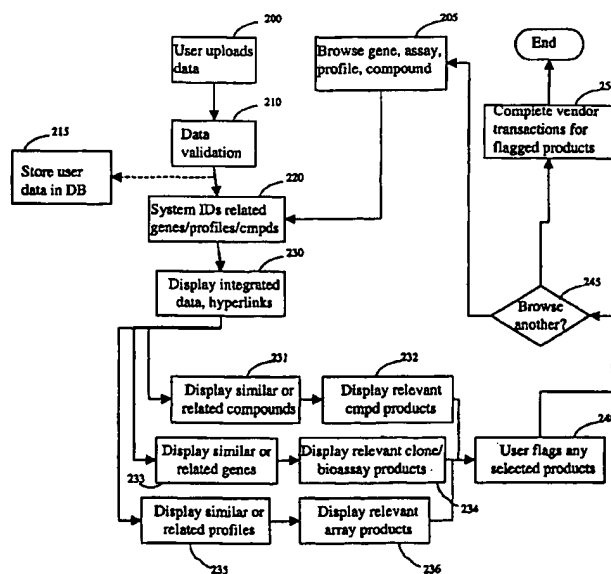 200
User uploads
data
205
Browse gene, assay,
profile, compound
End
Complete vendor
transactions for
flagged products
210
Data
validation
215
Store user
data in DB
220
System IDs related
genes/profiles/cmpds
230
Display integrated
data, hyperlinks
245
Browse
another?
231
Display similar or
related compounds
232
Display relevant
cmpd products
233
Display similar or
related genes
Display relevant clone/
bioassay products
234
User flags any
selected products
Display similar or
related profiles
235
Display relevant
array products
236